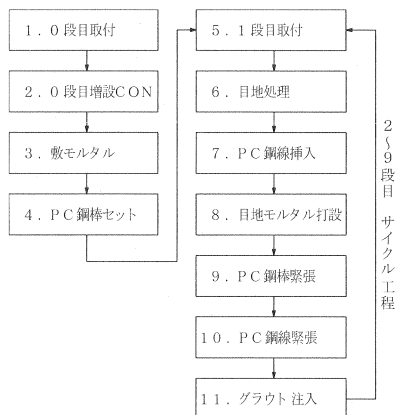 1．0段目取付
2．0段目増設CON
3．敷モルタル
4．PC鋼棒セット
5．1段目取付
6．目地処理
7．PC鋼線挿入
8．目地モルタル打設
9．PC鋼棒緊張
10．PC鋼線緊張
11．グラウト注入
2～9段目 サイクル工程